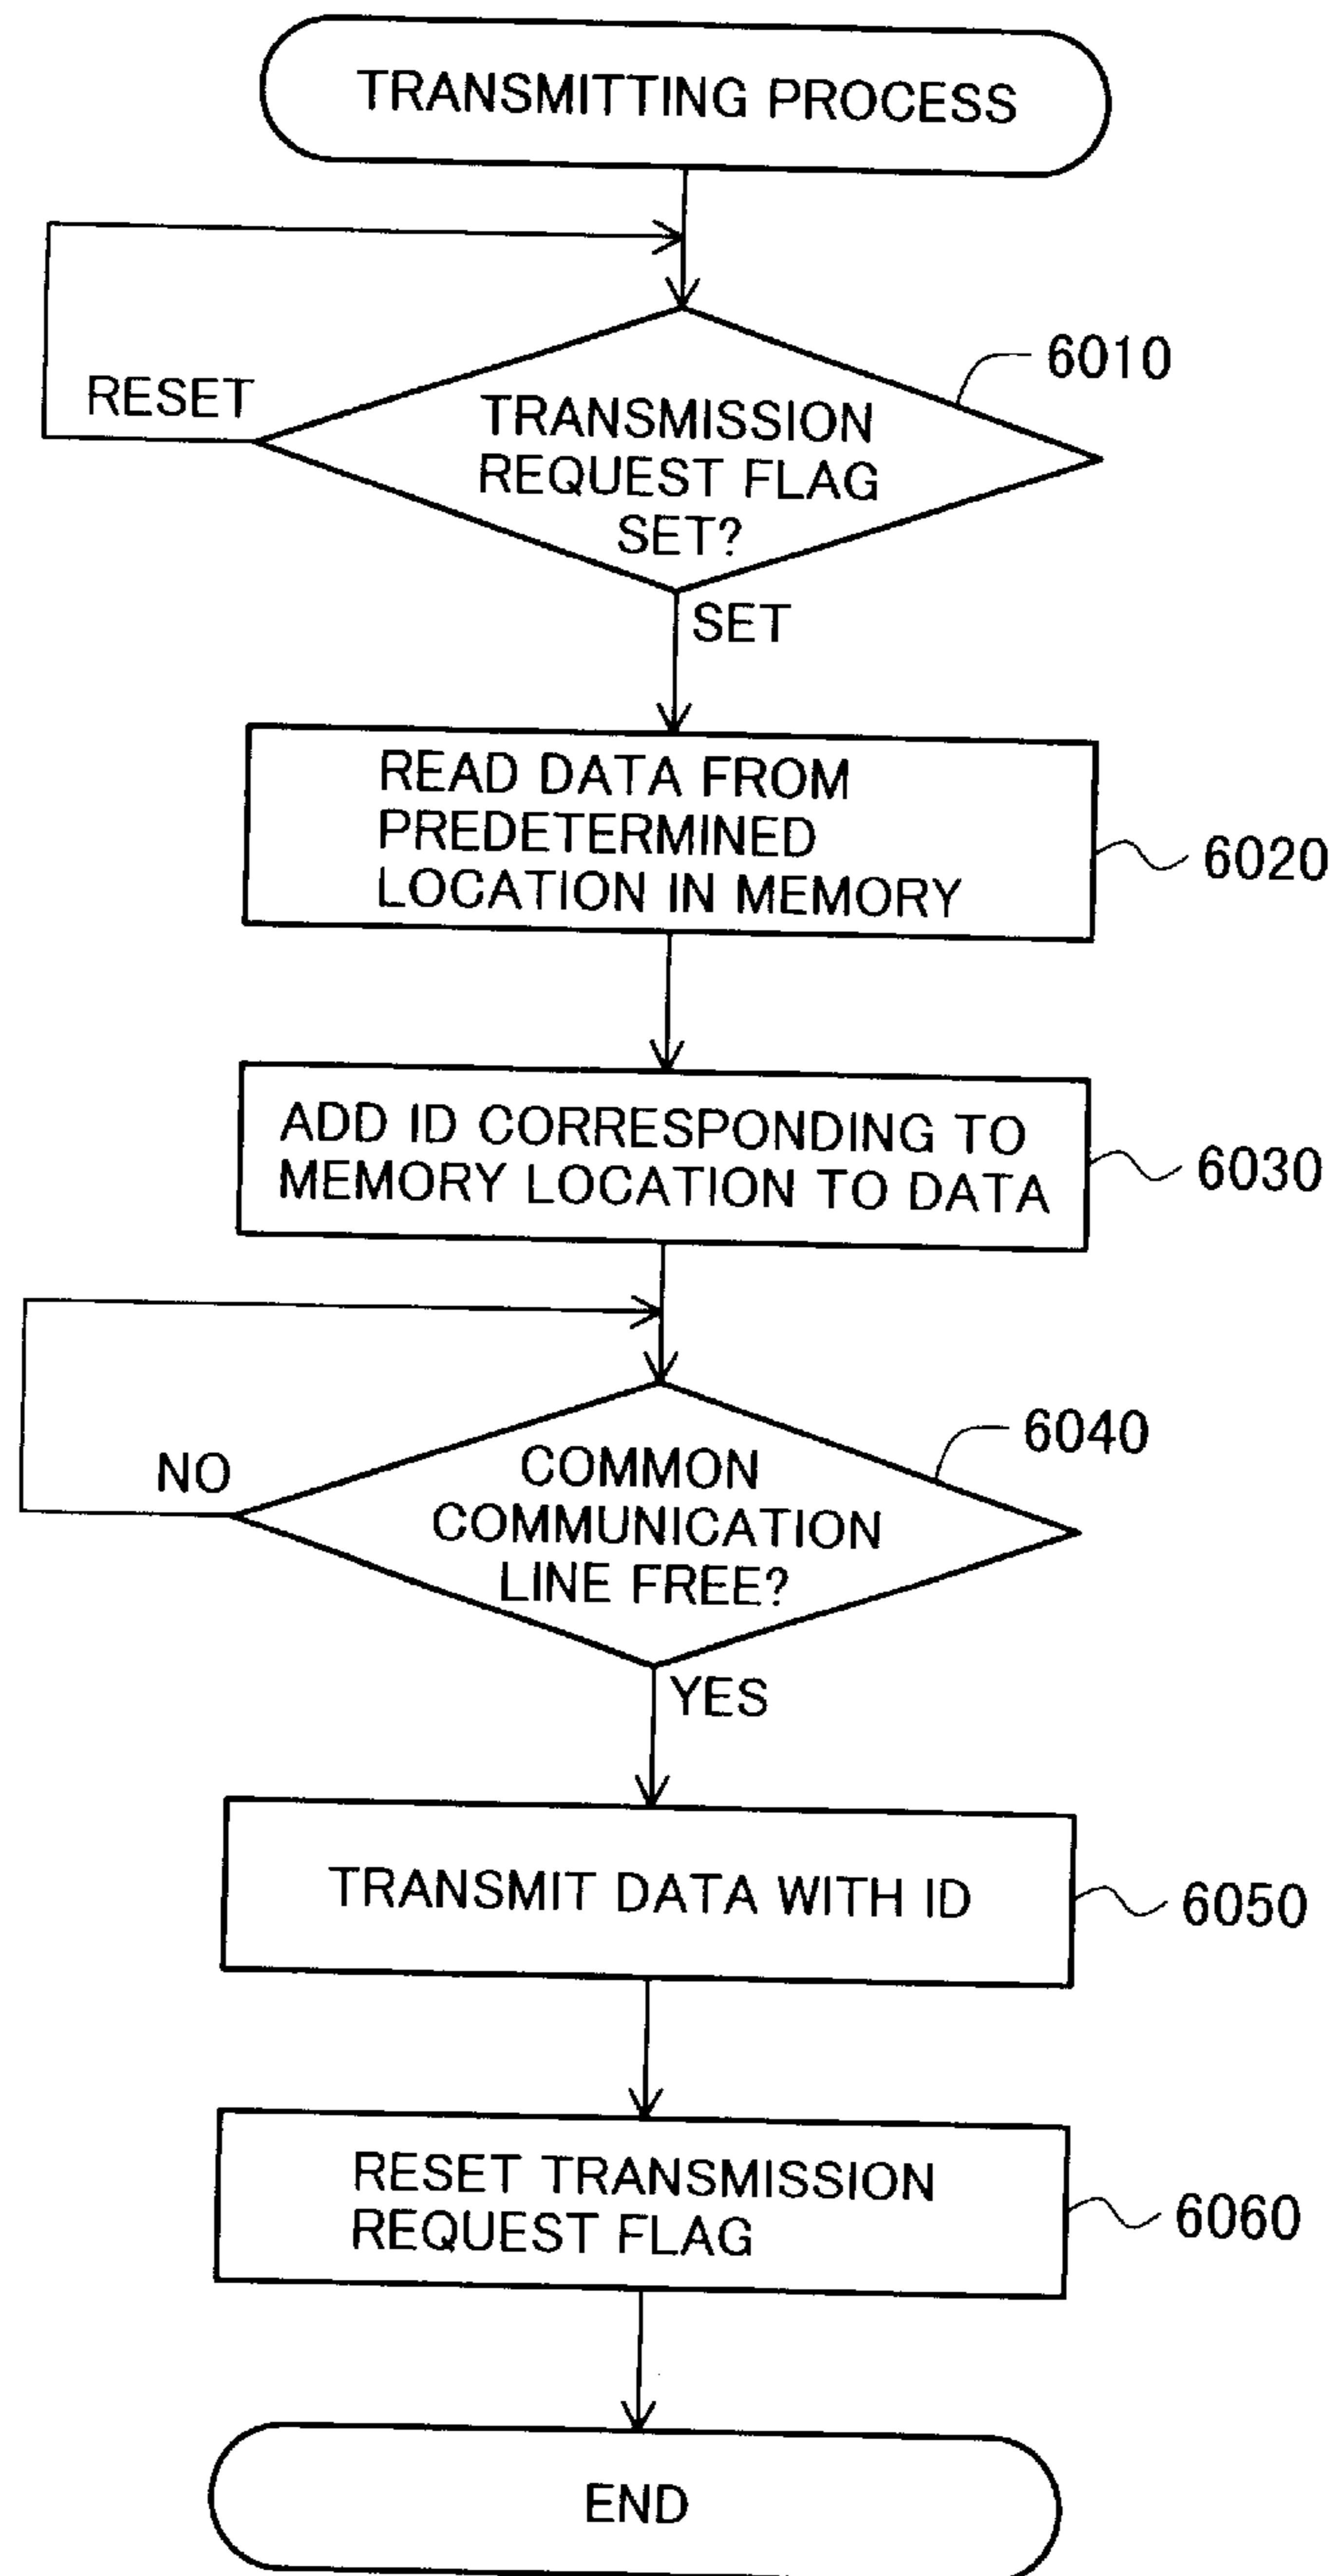 TRANSMITTING PROCESS
RESET
6010
TRANSMISSION
REQUEST FLAG
SET?
SET
READ DATA FROM
PREDETERMINED
LOCATION IN MEMORY
6020
ADD ID CORRESPONDING TO
MEMORY LOCATION TO DATA
6030
6040
NO
COMMON
COMMUNICATION
LINE FREE?
YES
TRANSMIT DATA WITH ID
6050
RESET TRANSMISSION
REQUEST FLAG
6060
END